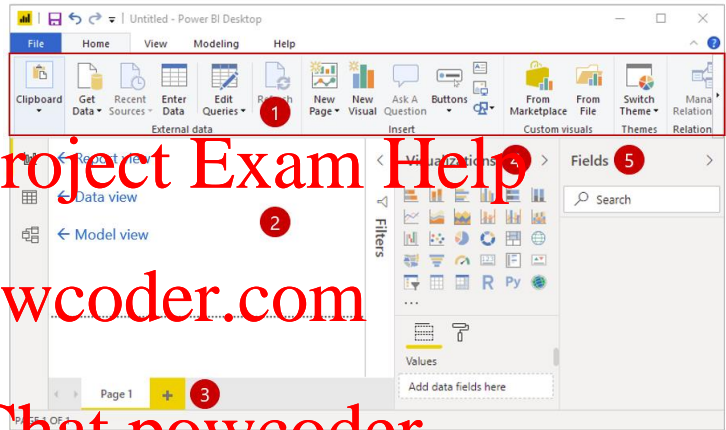 Untitled - Power BI Desktop
File Home View Modeling Help
Clipboard Get Data Recent Sources Enter Data Edit Queries Refresh New Page New Visual Ask A Question Buttons From Marketplace From File Switch Theme
External data Insert Custom visuals Themes Relation
1
roject Exam Help
← Report view
Visualizations 4 > Fields 5 >
← Data view
Search
← Model view
2
Filters
R Py
wcoder.com
...
Values
Add data fields here
Page 1 + 3
PAGE 1 OF 1
Chat powcoder